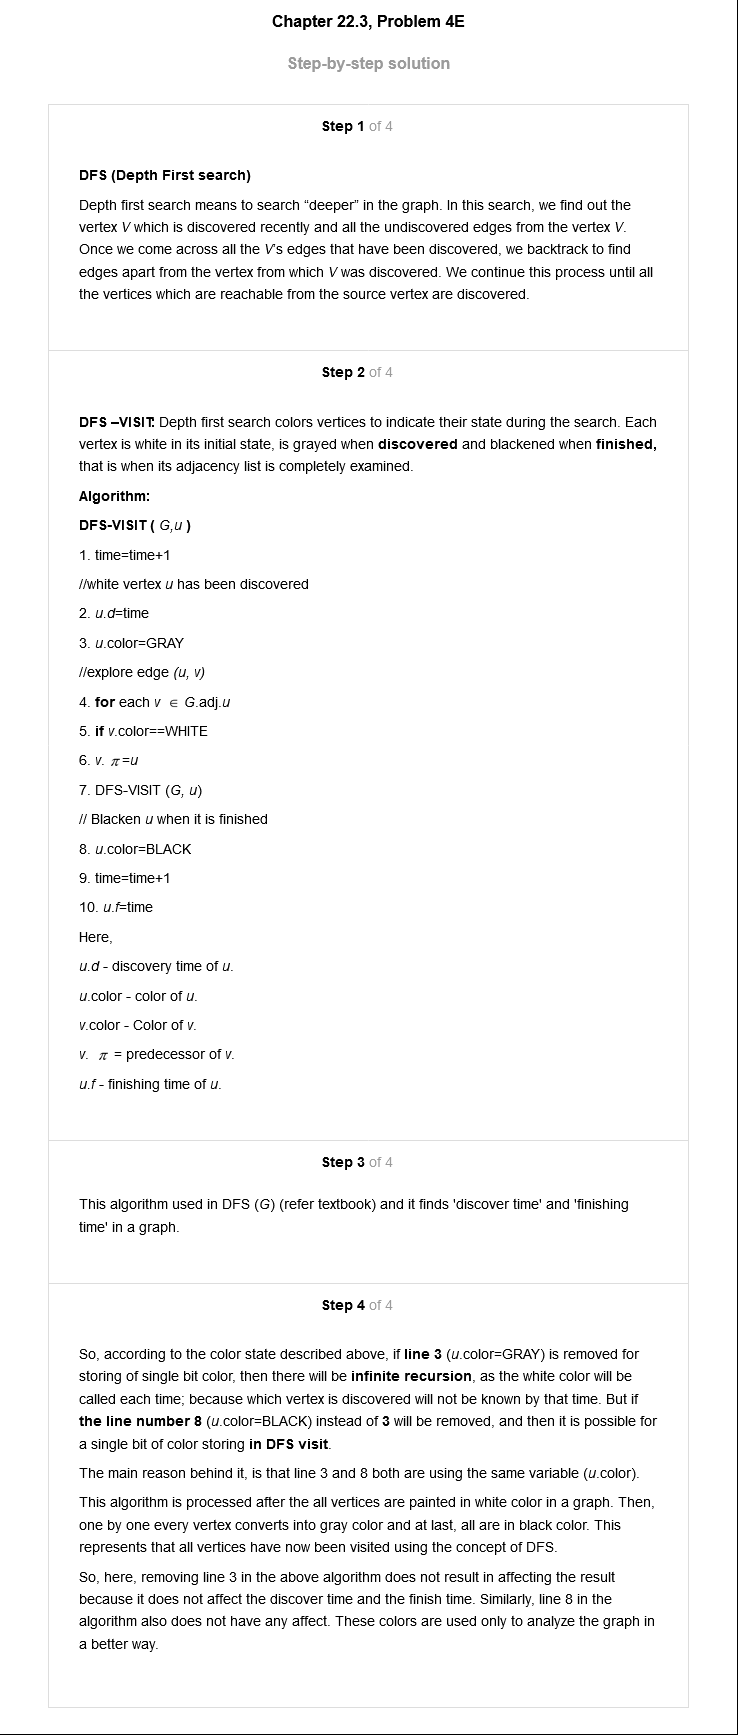 Chapter 22.3, Problem 4E
Step-by-step solution
Step 1 of 4
DFS (Depth First search)
Depth first search means to search “deeper” in the graph. In this search, we find out the
vertex V which is discovered recently and all the undiscovered edges from the vertex V.
Once we come across all the V's edges that have been discovered, we backtrack to find
edges apart from the vertex from which V was discovered. We continue this process until all
the vertices which are reachable from the source vertex are discovered.
Step 2 of 4
DFS –VISIT: Depth first search colors vertices to indicate their state during the search. Each
vertex is white in its initial state, is grayed when discovered and blackened when finished,
that is when its adjacency list is completely examined.
Algorithm:
DFS-VISIT ( G,u )
1. time=time+1
//white vertex u has been discovered
2. u.d=time
3. u.color=GRAY
//explore edge (u, v)
4. for each v ∈ G.adj.u
5. if v.color==WHITE
6. v. π=u
7. DFS-VISIT (G, u)
// Blacken u when it is finished
8. u.color=BLACK
9. time=time+1
10. u.f=time
Here,
u.d - discovery time of u.
u.color - color of u.
v.color - Color of v.
v. π = predecessor of v.
u.f - finishing time of u.
Step 3 of 4
This algorithm used in DFS (G) (refer textbook) and it finds 'discover time' and 'finishing
time' in a graph.
Step 4 of 4
So, according to the color state described above, if line 3 (u.color=GRAY) is removed for
storing of single bit color, then there will be infinite recursion, as the white color will be
called each time; because which vertex is discovered will not be known by that time. But if
the line number 8 (u.color=BLACK) instead of 3 will be removed, and then it is possible for
a single bit of color storing in DFS visit.
The main reason behind it, is that line 3 and 8 both are using the same variable (u.color).
This algorithm is processed after the all vertices are painted in white color in a graph. Then,
one by one every vertex converts into gray color and at last, all are in black color. This
represents that all vertices have now been visited using the concept of DFS.
So, here, removing line 3 in the above algorithm does not result in affecting the result
because it does not affect the discover time and the finish time. Similarly, line 8 in the
algorithm also does not have any affect. These colors are used only to analyze the graph in
a better way.